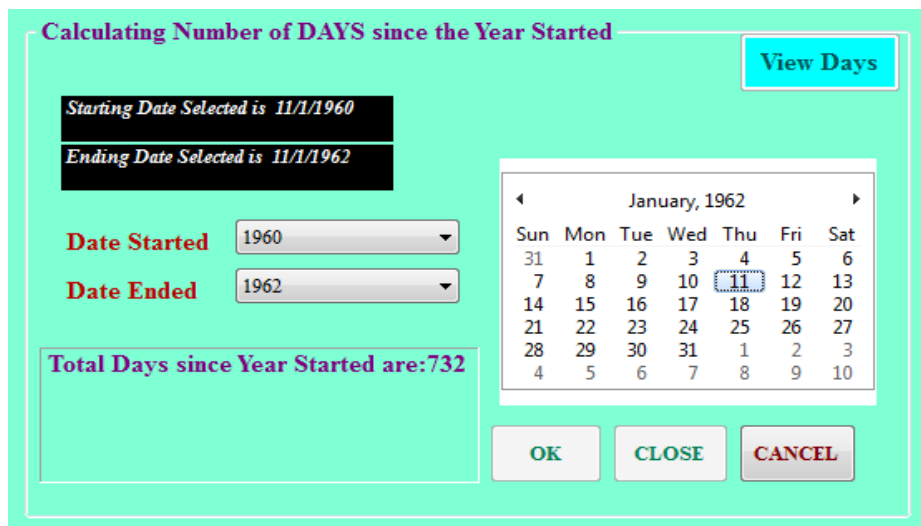 Calculating Number of DAYS since the Year Started
View Days
Starting Date Selected is 11/1/1960
Ending Date Selected is 11/1/1962
Date Started 1960
Date Ended 1962
Total Days since Year Started are:732
January, 1962
Sun Mon Tue Wed Thu Fri Sat
31 1 2 3 4 5 6
7 8 9 10 11 12 13
14 15 16 17 18 19 20
21 22 23 24 25 26 27
28 29 30 31 1 2 3
4 5 6 7 8 9 10
OK CLOSE CANCEL